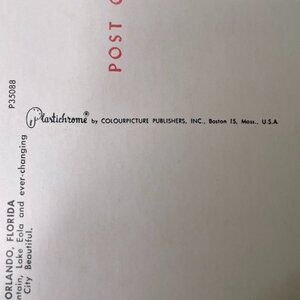 POST
P35088
Plastichrome® by COLOURPICTURE PUBLISHERS, INC., Boston 15, Mass., U.S.A.
ORLANDO, FLORIDA
ntain, Lake Eola and ever-changing
City Beautiful.